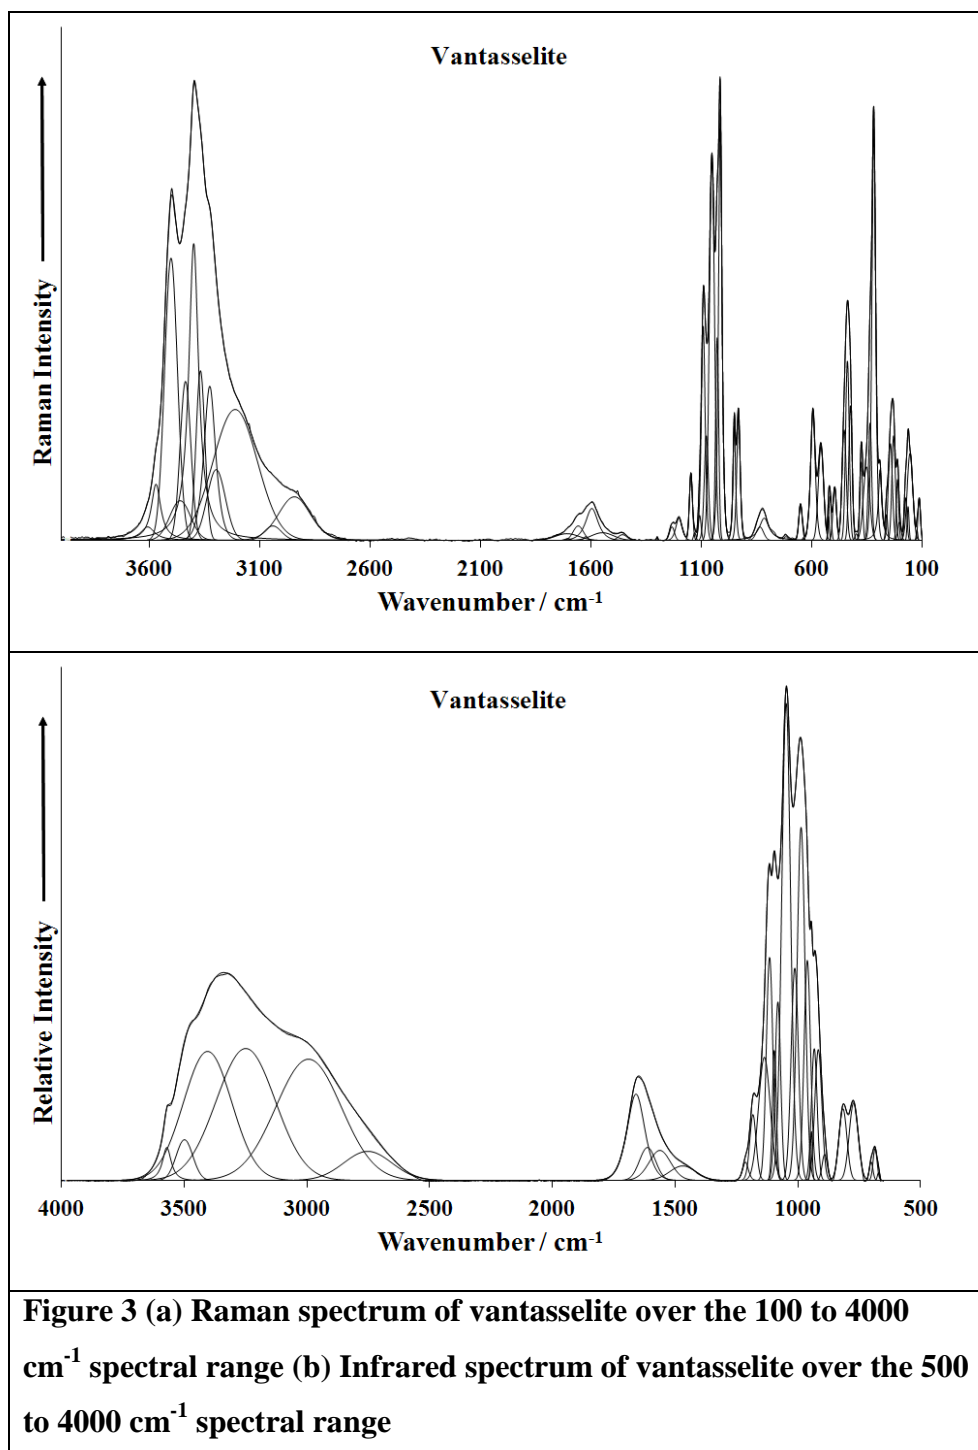 Vantasselite
Raman Intensity
3600 3100 2600 2100 1600 1100 600 100
Wavenumber / cm-1
Vantasselite
Relative Intensity
4000 3500 3000 2500 2000 1500 1000 500
Wavenumber / cm-1
Figure 3 (a) Raman spectrum of vantasselite over the 100 to 4000
cm-1 spectral range (b) Infrared spectrum of vantasselite over the 500
to 4000 cm-1 spectral range